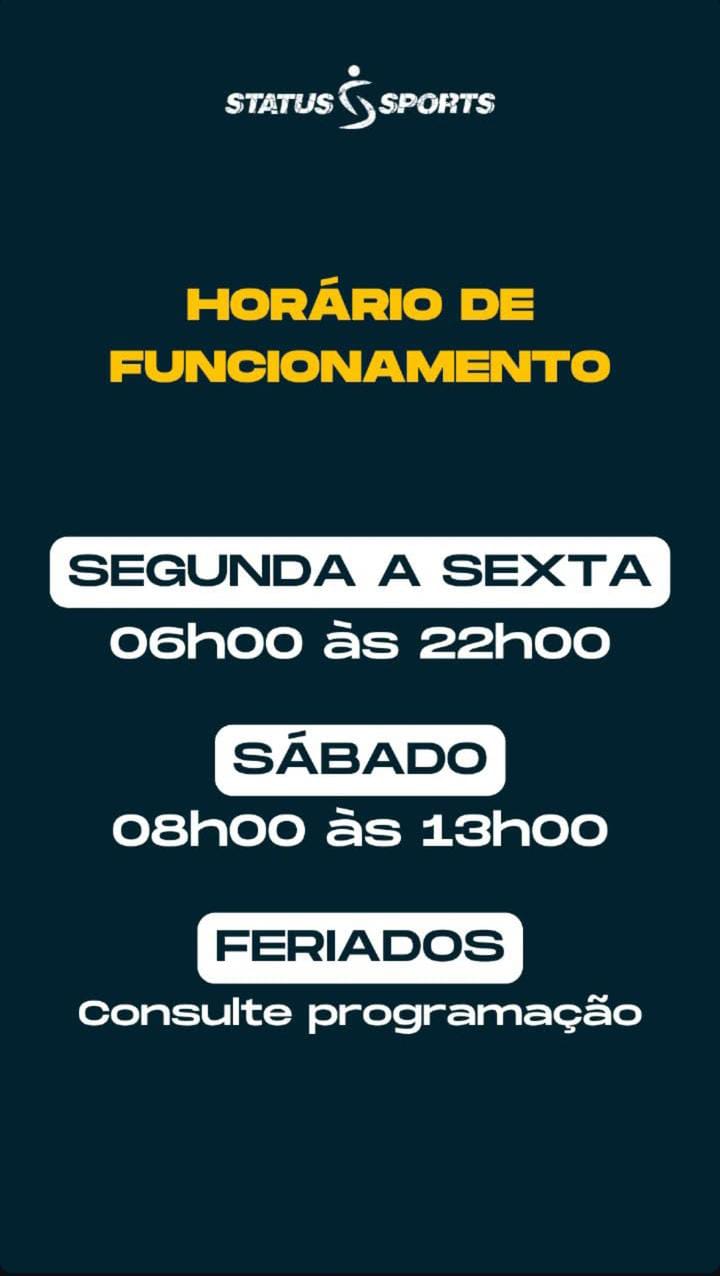 STATUS SPORTS
HORÁRIO DE
FUNCIONAMENTO
SEGUNDA A SEXTA
06h00 às 22h00
SÁBADO
08h00 às 13h00
FERIADOS
Consulte programação